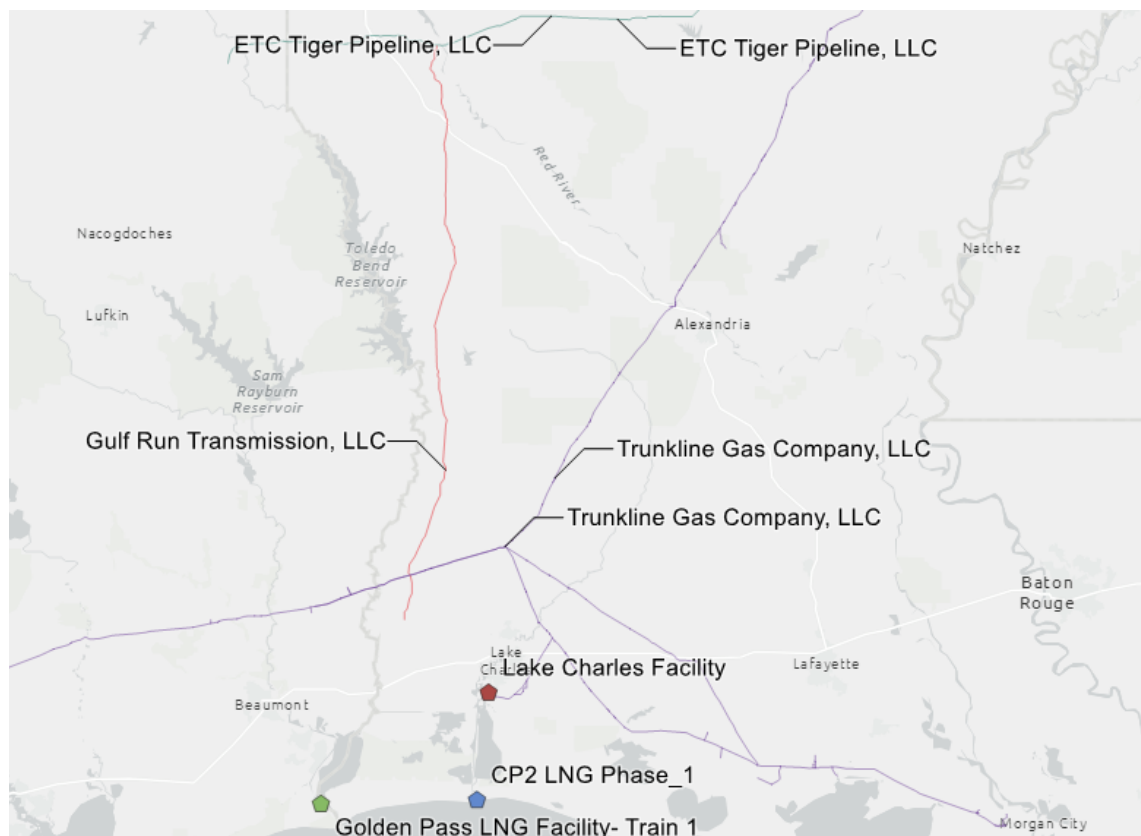 ETC Tiger Pipeline, LLC
ETC Tiger Pipeline, LLC
Red River
Nacogdoches
Toledo
Bend
Reservoir
Natchez
Lufkin
Alexandria
Sam
Rayburn
Reservoir
Gulf Run Transmission, LLC
Trunkline Gas Company, LLC
Trunkline Gas Company, LLC
Baton
Rouge
Lake
Charles
Lafayette
Lake Charles Facility
Beaumont
CP2 LNG Phase_1
Golden Pass LNG Facility- Train 1
Morgan City